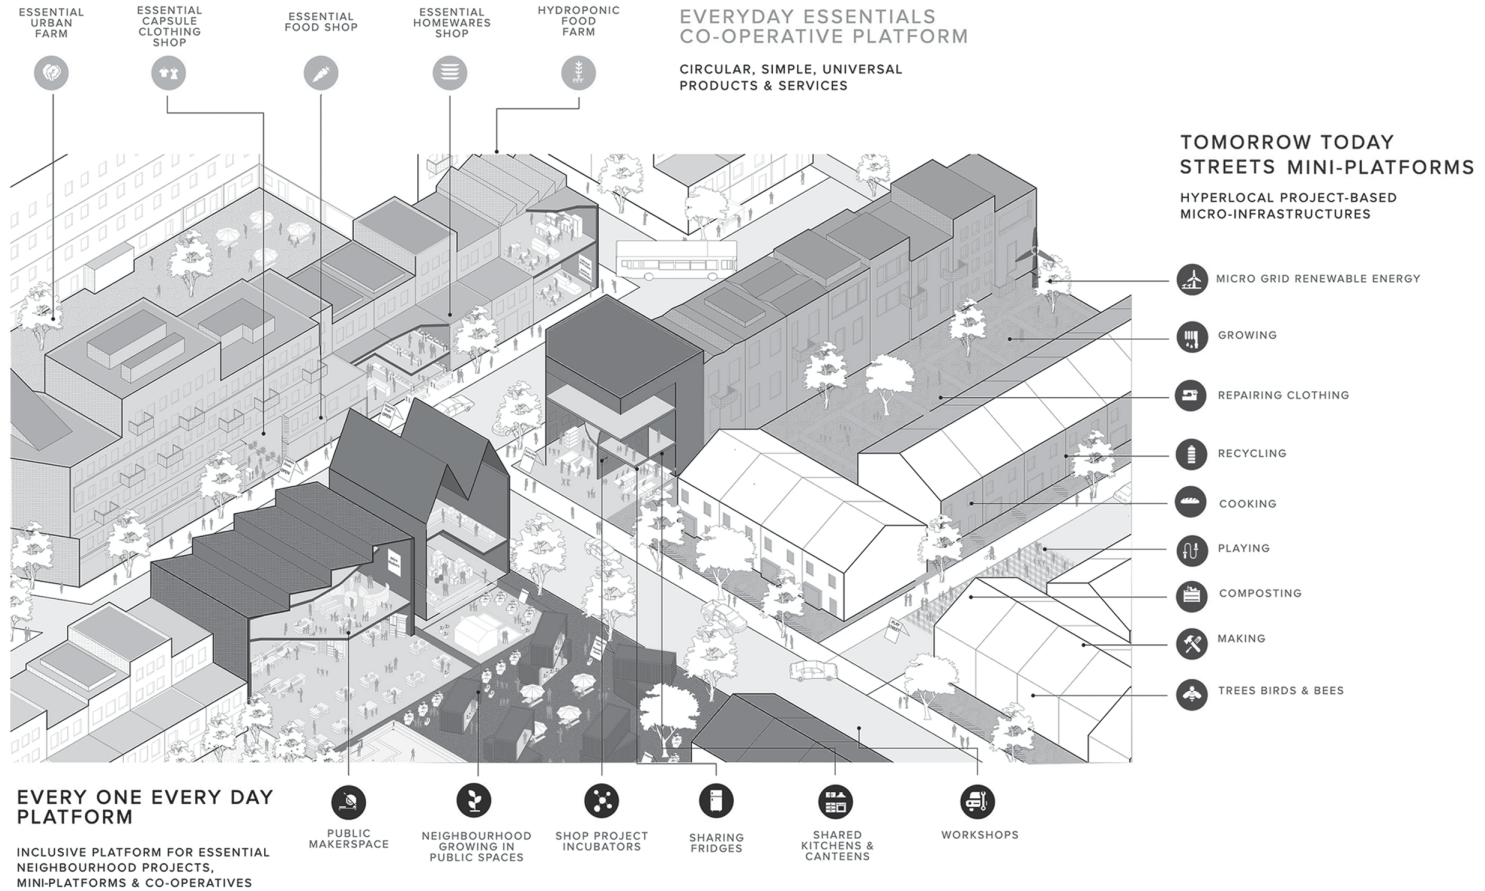 ESSENTIAL
URBAN
FARM
ESSENTIAL
CAPSULE
CLOTHING
SHOP
ESSENTIAL
FOOD SHOP
ESSENTIAL
HOMEWARES
SHOP
HYDROPONIC
FOOD
FARM
EVERYDAY ESSENTIALS
CO-OPERATIVE PLATFORM
CIRCULAR, SIMPLE, UNIVERSAL
PRODUCTS & SERVICES
TOMORROW TODAY
STREETS MINI-PLATFORMS
HYPERLOCAL PROJECT-BASED
MICRO-INFRASTRUCTURES
MICRO GRID RENEWABLE ENERGY
GROWING
REPAIRING CLOTHING
RECYCLING
COOKING
PLAYING
COMPOSTING
MAKING
TREES BIRDS & BEES
EVERY ONE EVERY DAY
PLATFORM
INCLUSIVE PLATFORM FOR ESSENTIAL
NEIGHBOURHOOD PROJECTS,
MINI-PLATFORMS & CO-OPERATIVES
PUBLIC
MAKERSPACE
NEIGHBOURHOOD
GROWING IN
PUBLIC SPACES
SHOP PROJECT
INCUBATORS
SHARING
FRIDGES
SHARED
KITCHENS &
CANTEENS
WORKSHOPS